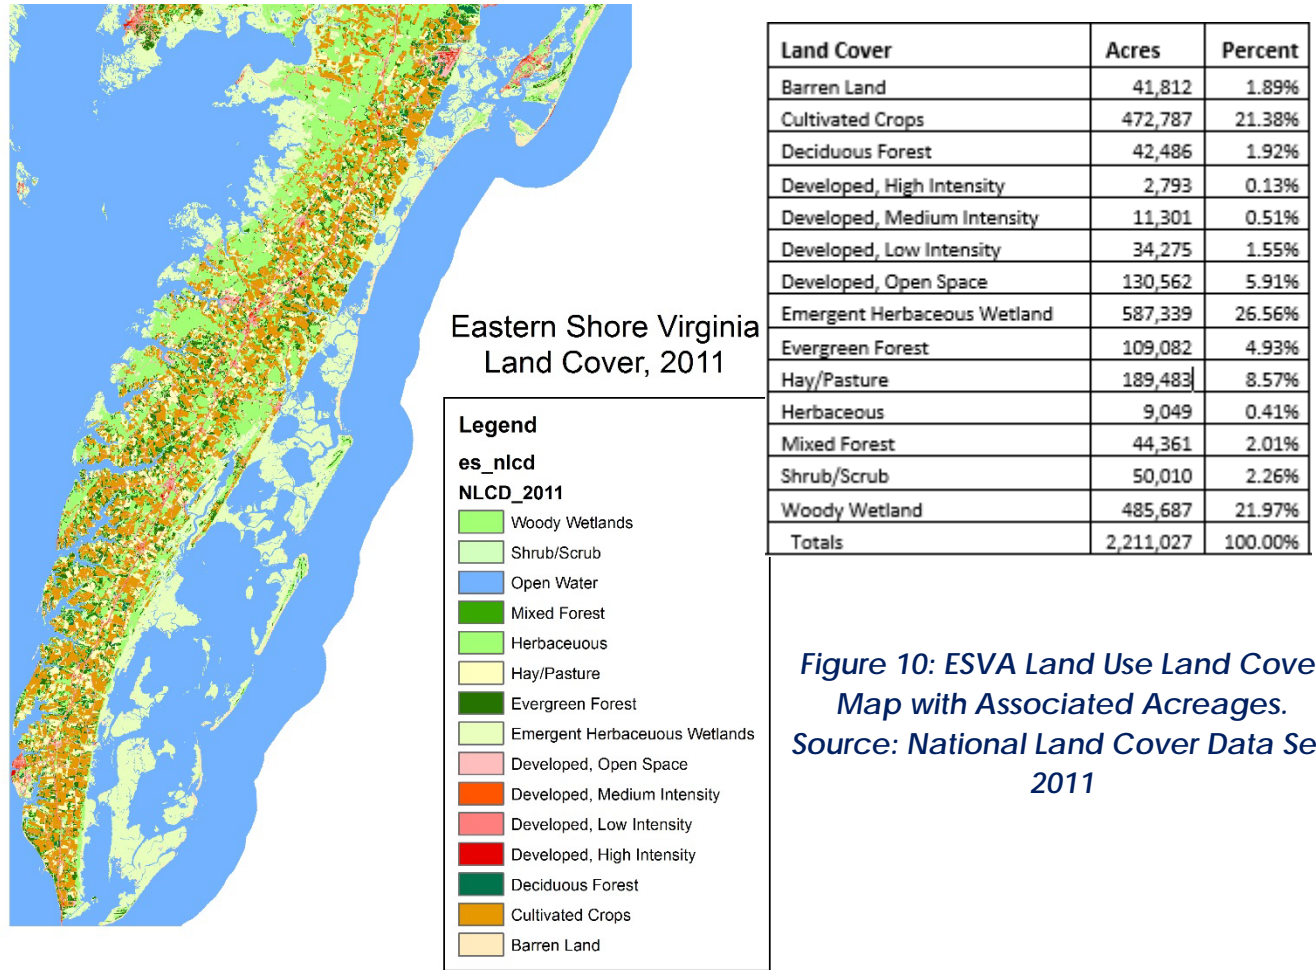 Eastern Shore Virginia
Land Cover, 2011
Legend
es_nlcd
NLCD_2011
Woody Wetlands
Shrub/Scrub
Open Water
Mixed Forest
Herbaceuous
Hay/Pasture
Evergreen Forest
Emergent Herbaceuous Wetlands
Developed, Open Space
Developed, Medium Intensity
Developed, Low Intensity
Developed, High Intensity
Deciduous Forest
Cultivated Crops
Barren Land
Land Cover Acres Percent
Barren Land 41,812 1.89%
Cultivated Crops 472,787 21.38%
Deciduous Forest 42,486 1.92%
Developed, High Intensity 2,793 0.13%
Developed, Medium Intensity 11,301 0.51%
Developed, Low Intensity 34,275 1.55%
Developed, Open Space 130,562 5.91%
Emergent Herbaceous Wetland 587,339 26.56%
Evergreen Forest 109,082 4.93%
Hay/Pasture 189,483 8.57%
Herbaceous 9,049 0.41%
Mixed Forest 44,361 2.01%
Shrub/Scrub 50,010 2.26%
Woody Wetland 485,687 21.97%
Totals 2,211,027 100.00%
Figure 10: ESVA Land Use Land Cove
Map with Associated Acreages.
Source: National Land Cover Data Se
2011